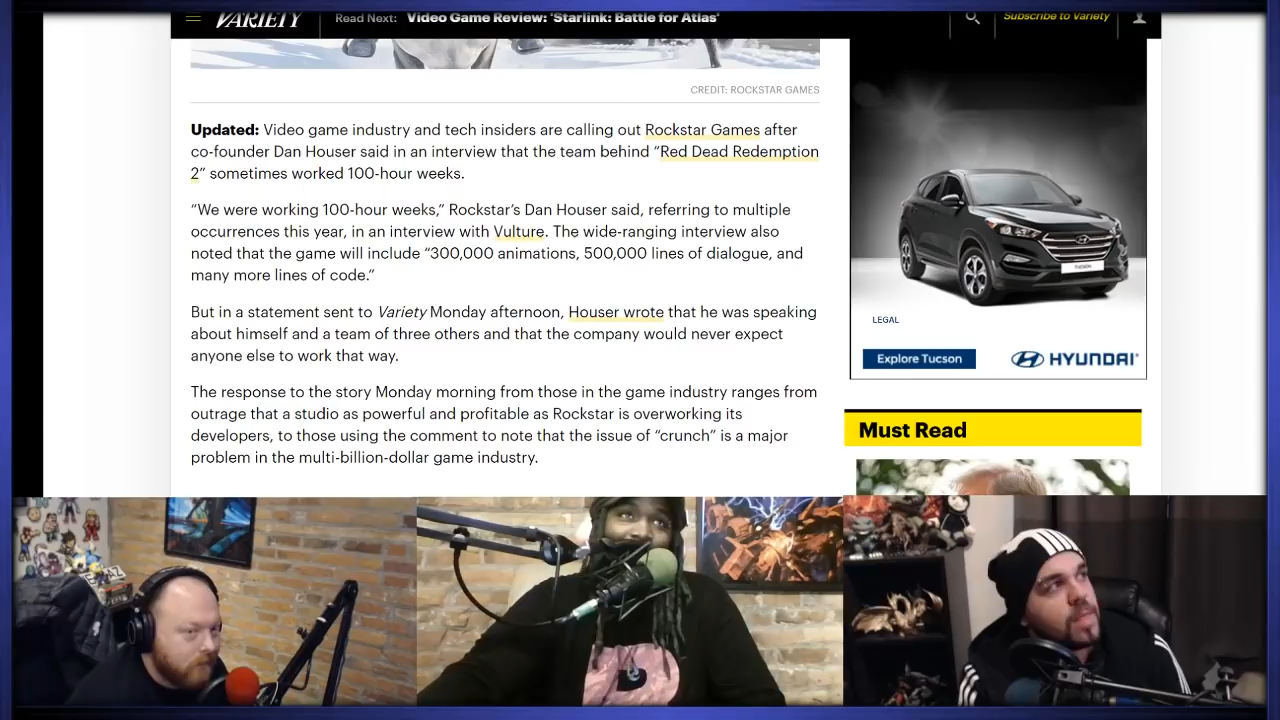 VARIETY
Read Next: Video Game Review: 'Starlink: Battle for Atlas'
Subscribe to Variety
CREDIT: ROCKSTAR GAMES
Updated: Video game industry and tech insiders are calling out Rockstar Games after
co-founder Dan Houser said in an interview that the team behind “Red Dead Redemption
2” sometimes worked 100-hour weeks.
“We were working 100-hour weeks,” Rockstar’s Dan Houser said, referring to multiple
occurrences this year, in an interview with Vulture. The wide-ranging interview also
noted that the game will include “300,000 animations, 500,000 lines of dialogue, and
many more lines of code.”
But in a statement sent to Variety Monday afternoon, Houser wrote that he was speaking
about himself and a team of three others and that the company would never expect
anyone else to work that way.
The response to the story Monday morning from those in the game industry ranges from
outrage that a studio as powerful and profitable as Rockstar is overworking its
developers, to those using the comment to note that the issue of “crunch” is a major
problem in the multi-billion-dollar game industry.
TUCSON
LEGAL
Explore Tucson
HYUNDAI
Must Read